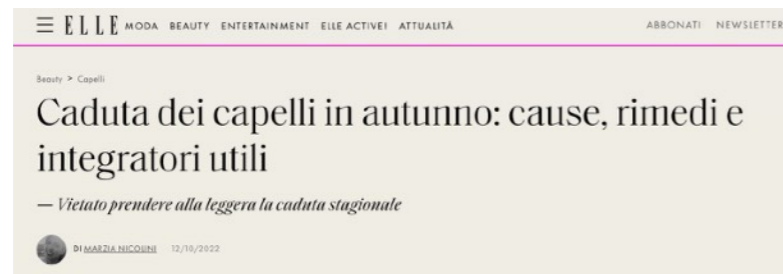 ELLE MODA BEAUTY ENTERTAINMENT ELLE ACTIVE! ATTUALITÀ ABBONATI NEWSLETTER
Beauty > Capelli
Caduta dei capelli in autunno: cause, rimedi e
integratori utili
— Vietato prendere alla leggera la caduta stagionale
DI MARZIA NICOLINI 12/10/2022